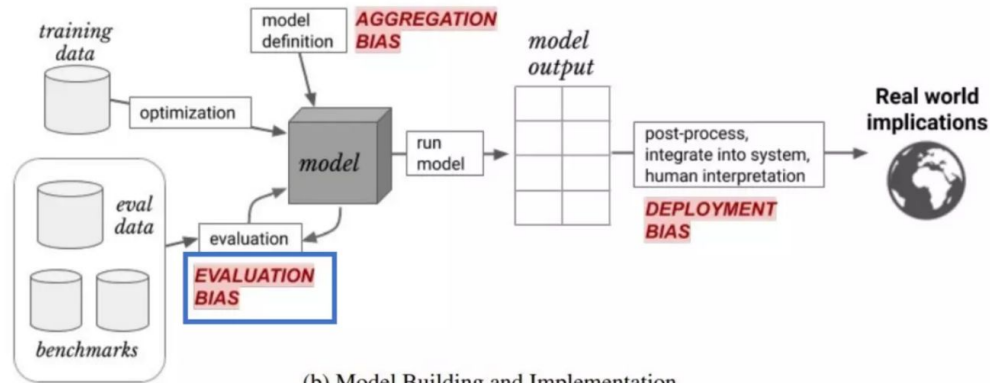 training
data
optimization
model
definition
AGGREGATION
BIAS
model
run
model
model
output
post-process,
integrate into system,
human interpretation
DEPLOYMENT
BIAS
Real world
implications
eval
data
benchmarks
evaluation
EVALUATION
BIAS
(b) Model Building and Implementation